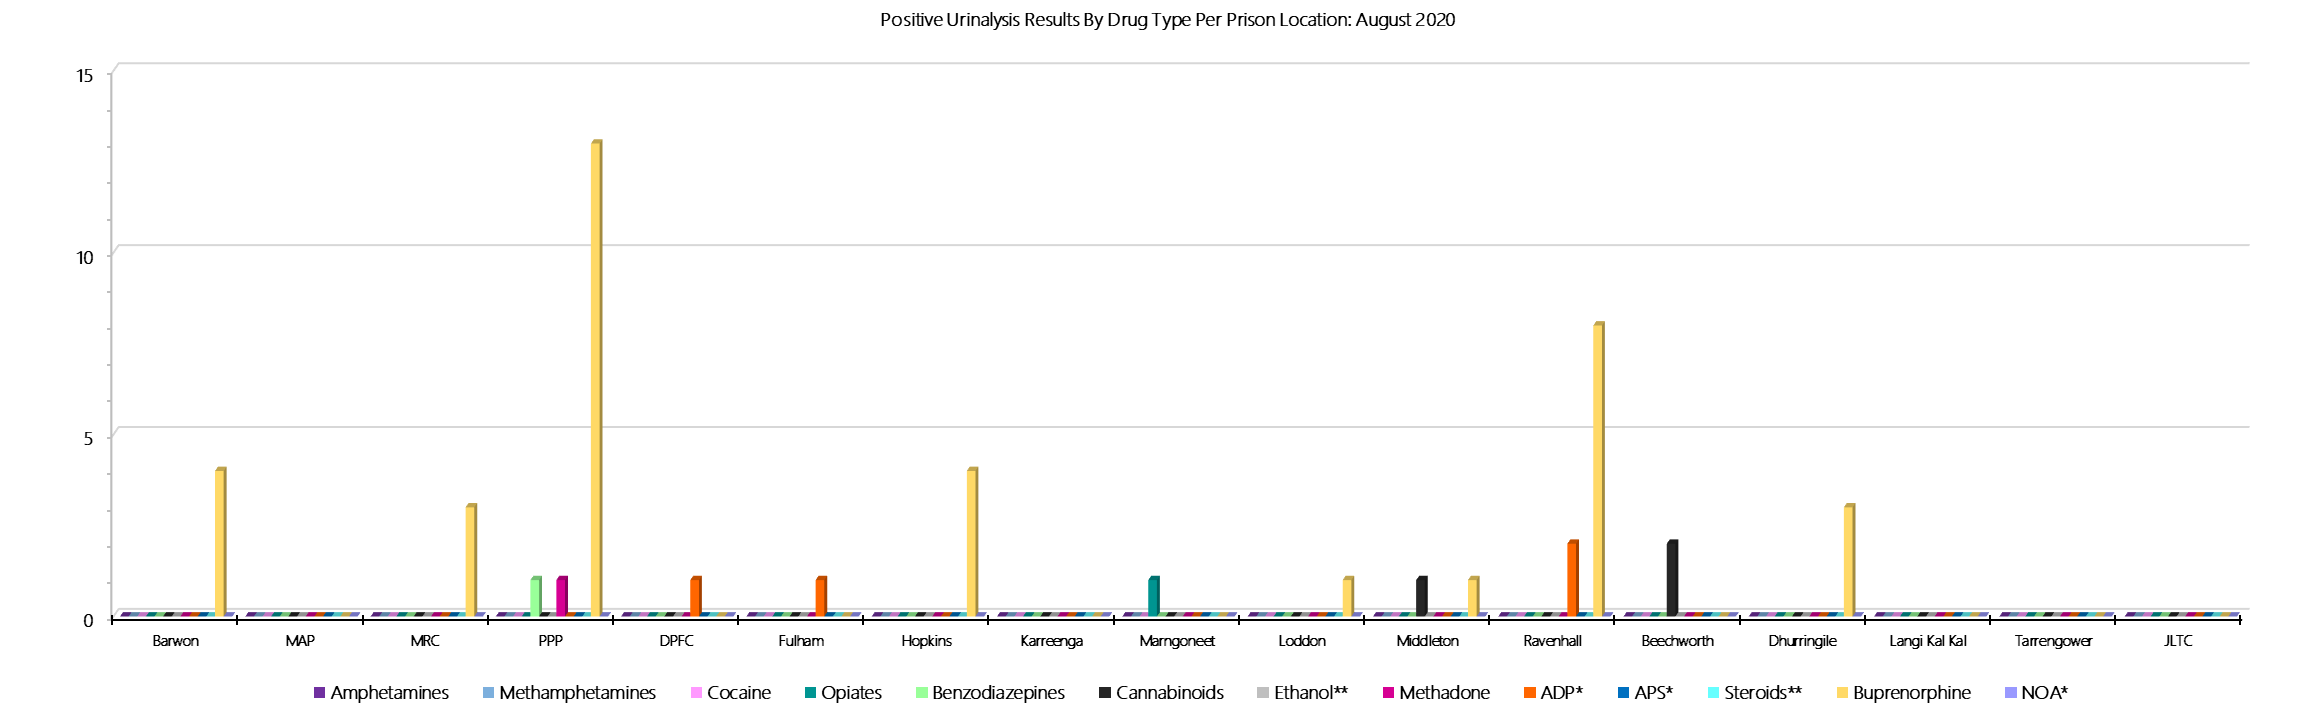 Positive Urinalysis Results By Drug Type Per Prison Location: August 2020
15
10
5
0
Barwon MAP MRC PPP DPFC Fulham Hopkins Karreenga Marngoneet Loddon Middleton Ravenhall Beechworth Dhurringile Langi Kal Kal Tarrengower JLTC
Amphetamines Methamphetamines Cocaine Opiates Benzodiazepines Cannabinoids Ethanol** Methadone ADP* APS* Steroids** Buprenorphine NOA*